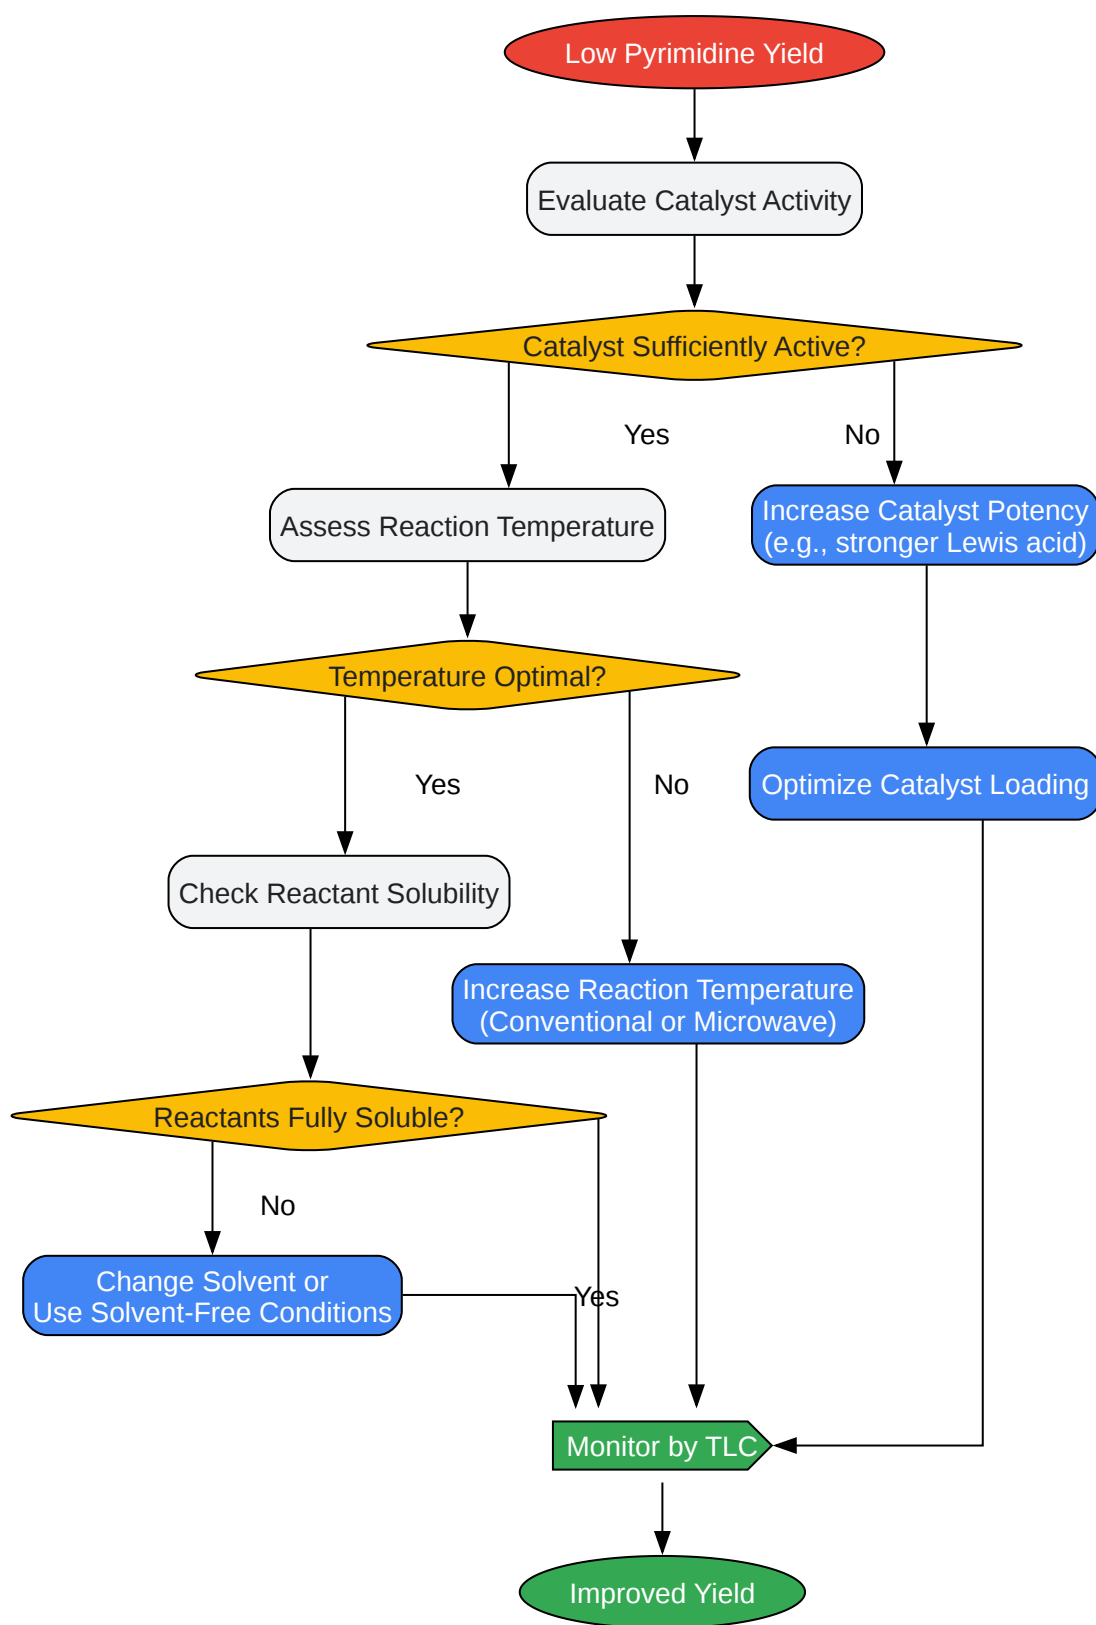 Low Pyrimidine Yield
Evaluate Catalyst Activity
Catalyst Sufficiently Active?
Yes
No
Assess Reaction Temperature
Increase Catalyst Potency
(e.g., stronger Lewis acid)
Temperature Optimal?
Yes
No
Optimize Catalyst Loading
Check Reactant Solubility
Increase Reaction Temperature
(Conventional or Microwave)
Reactants Fully Soluble?
No
Change Solvent or
Use Solvent-Free Conditions
Yes
Monitor by TLC
Improved Yield